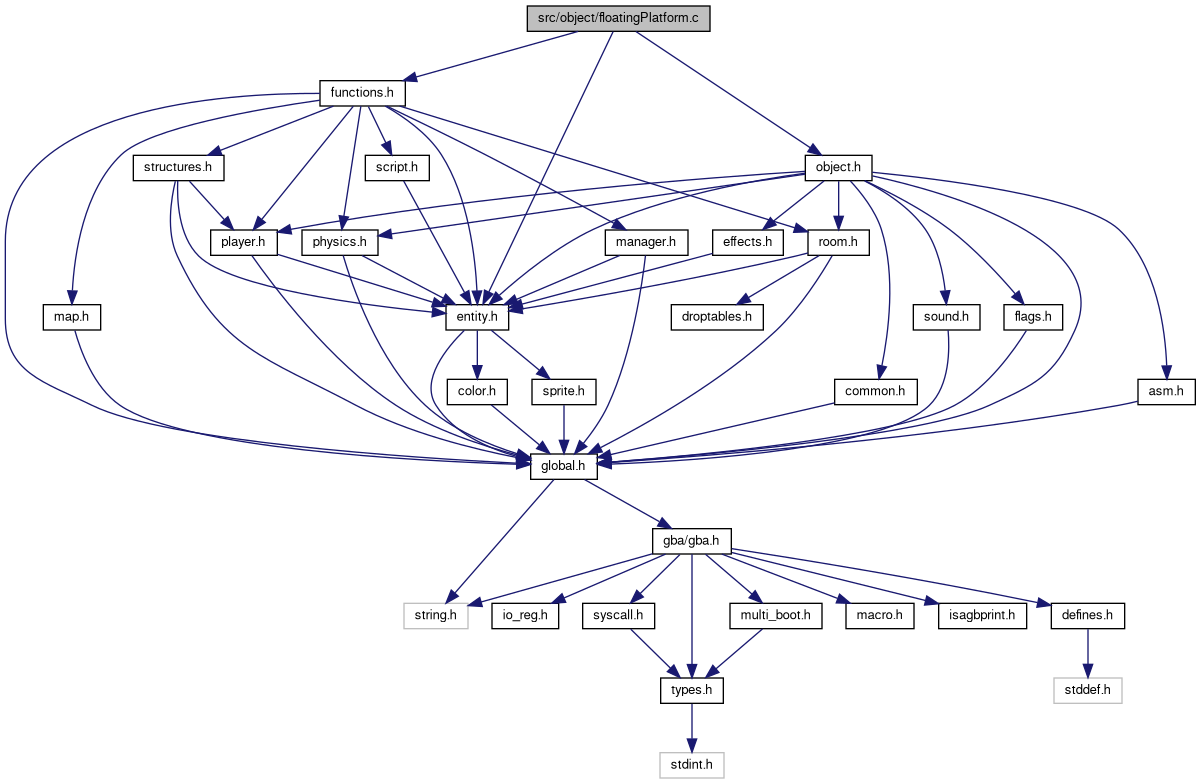 src/object/floatingPlatform.c
functions.h
structures.h
script.h
object.h
player.h
physics.h
manager.h
effects.h
room.h
map.h
entity.h
droptables.h
sound.h
flags.h
color.h
sprite.h
common.h
asm.h
global.h
gba/gba.h
string.h
io_reg.h
syscall.h
multi_boot.h
macro.h
isagbprint.h
defines.h
types.h
stddef.h
stdint.h